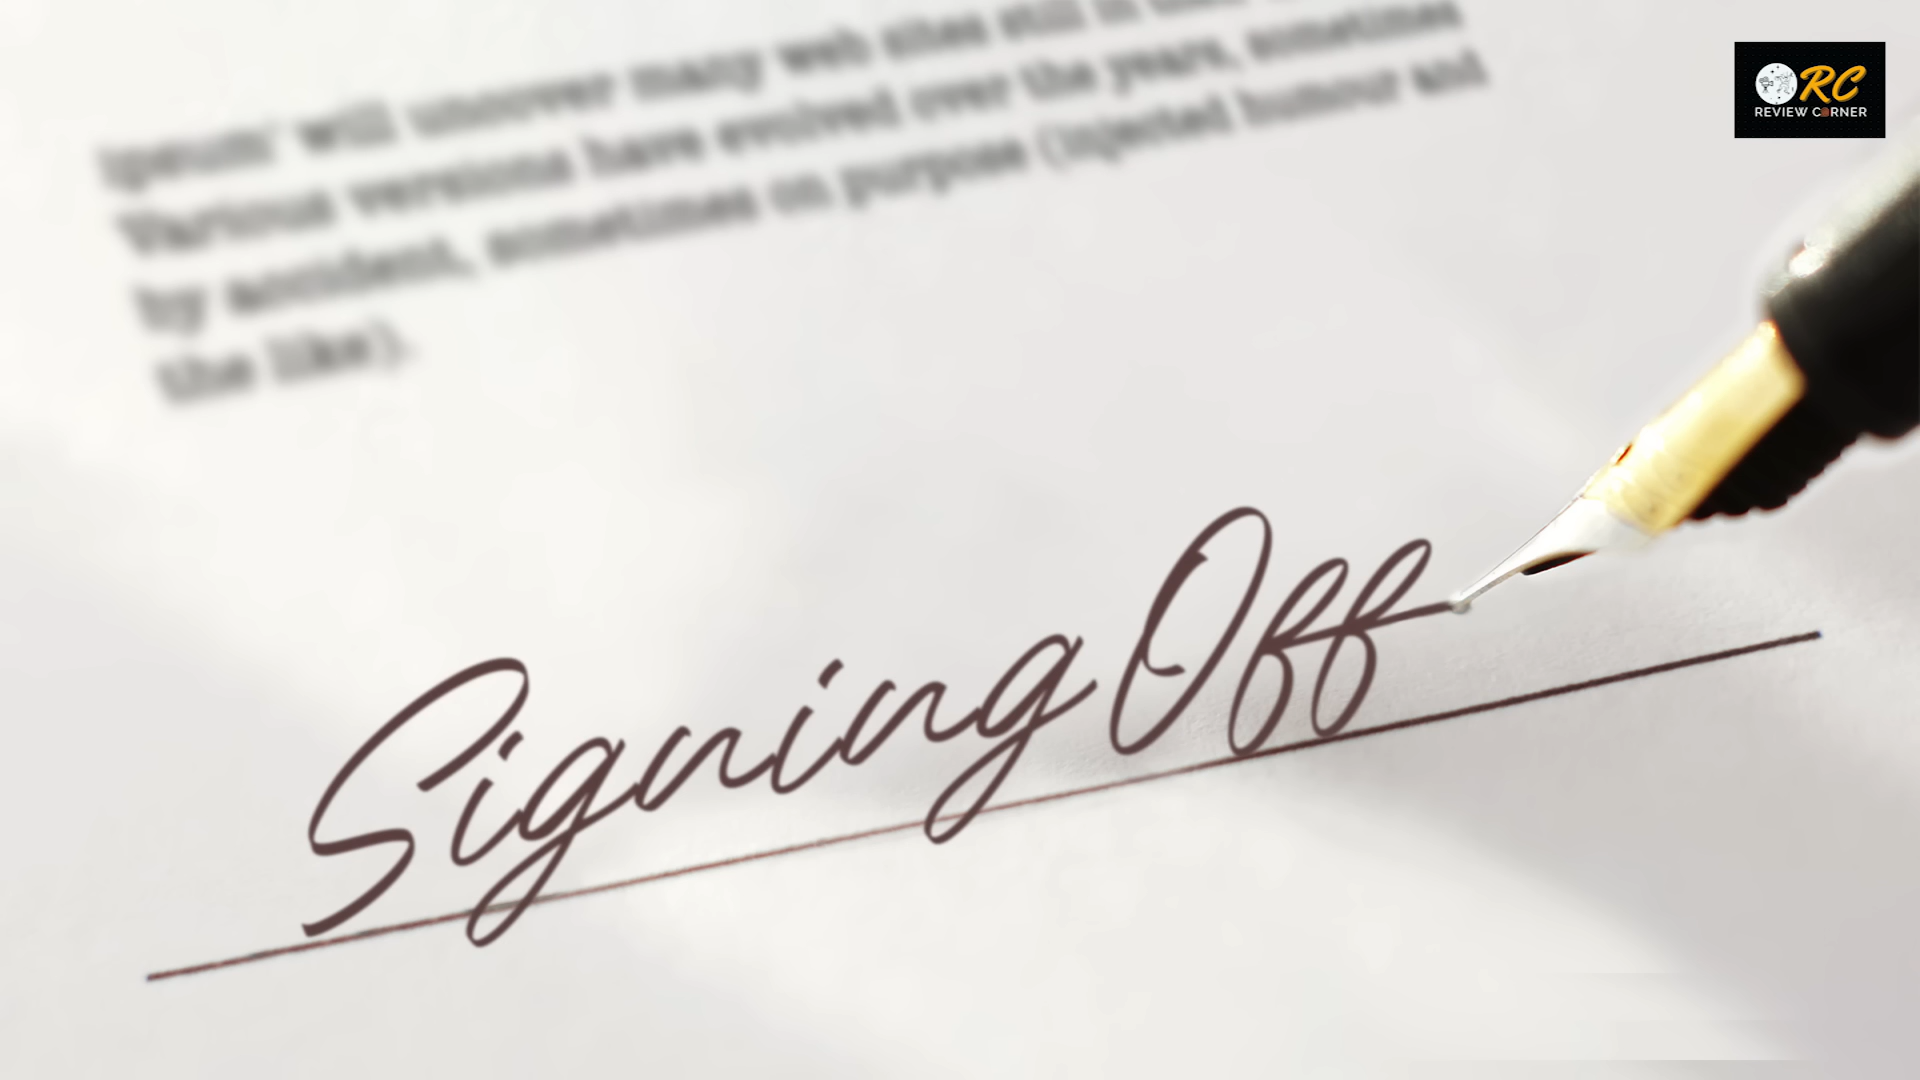 ipsum' will uncover many web sites still in
Various versions have evolved over the years, sometimes
by accident, sometimes on purpose (injected humour and
the like).
Signing Off
RC
REVIEW CORNER